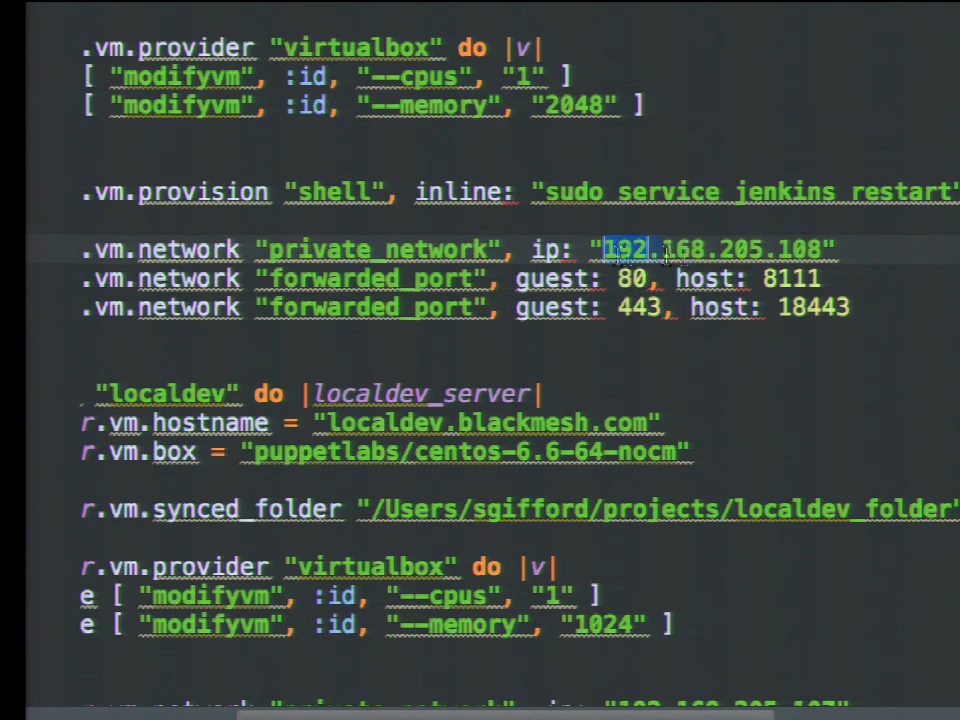 .vm.provider "virtualbox" do |v|
[ "modifyvm", :id, "--cpus", "1" ]
[ "modifyvm", :id, "--memory", "2048" ]
.vm.provision "shell", inline: "sudo service jenkins restart"
.vm.network "private_network", ip: "192.168.205.108"
.vm.network "forwarded_port", guest: 80, host: 8111
.vm.network "forwarded_port", guest: 443, host: 18443
"localdev" do |localdev_server|
r.vm.hostname = "localdev.blackmesh.com"
r.vm.box = "puppetlabs/centos-6.6-64-nocm"
r.vm.synced_folder "/Users/sgifford/projects/localdev_folder"
r.vm.provider "virtualbox" do |v|
e [ "modifyvm", :id, "--cpus", "1" ]
e [ "modifyvm", :id, "--memory", "1024" ]